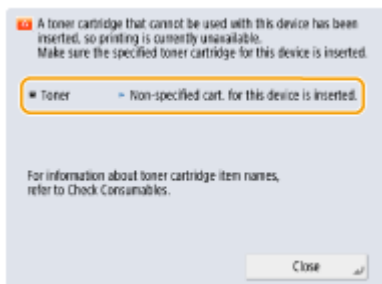 A toner cartridge that cannot be used with this device has been
inserted, so printing is currently unavailable.
Make sure the specified toner cartridge for this device is inserted.
■ Toner ► Non-specified cart. for this device is inserted.
For information about toner cartridge item names,
refer to Check Consumables.
Close